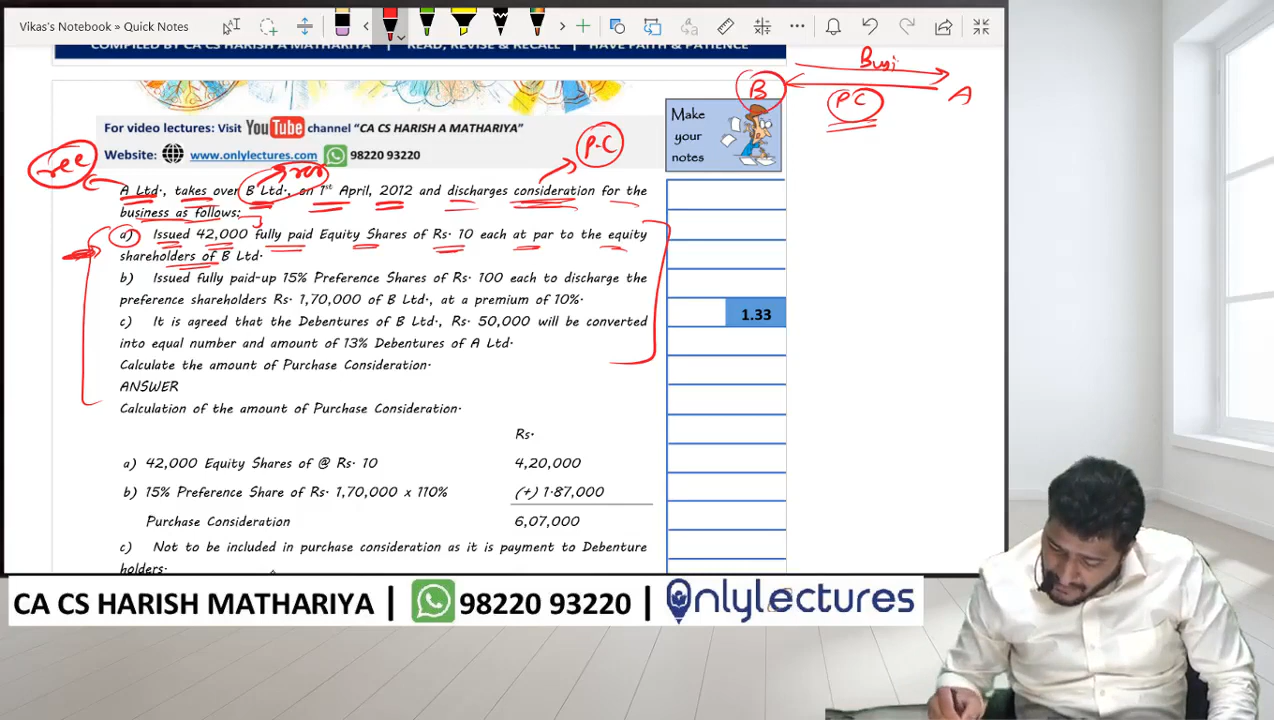 Vikas's Notebook » Quick Notes
COMPILED BY CA CS HARISH A MATHARIYA | READ, REVISE & RECALL | HAVE FAITH & PATIENCE
Busi
B
PC
A
Make your notes
For video lectures: Visit YouTube channel “CA CS HARISH A MATHARIYA”
P.C
Website: www.onlylectures.com 98220 93220
A Ltd., takes over B Ltd., on 1st April, 2012 and discharges consideration for the
business as follows:
a) Issued 42,000 fully paid Equity Shares of Rs. 10 each at par to the equity
shareholders of B Ltd.
b) Issued fully paid-up 15% Preference Shares of Rs. 100 each to discharge the
preference shareholders Rs. 1,70,000 of B Ltd., at a premium of 10%.
1.33
c) It is agreed that the Debentures of B Ltd., Rs. 50,000 will be converted
into equal number and amount of 13% Debentures of A Ltd.
Calculate the amount of Purchase Consideration.
ANSWER
Calculation of the amount of Purchase Consideration.
Rs.
a) 42,000 Equity Shares of @ Rs. 10 4,20,000
b) 15% Preference Share of Rs. 1,70,000 x 110% (+) 1.87,000
Purchase Consideration 6,07,000
c) Not to be included in purchase consideration as it is payment to Debenture
holders.
CA CS HARISH MATHARIYA | 98220 93220 | Onlylectures